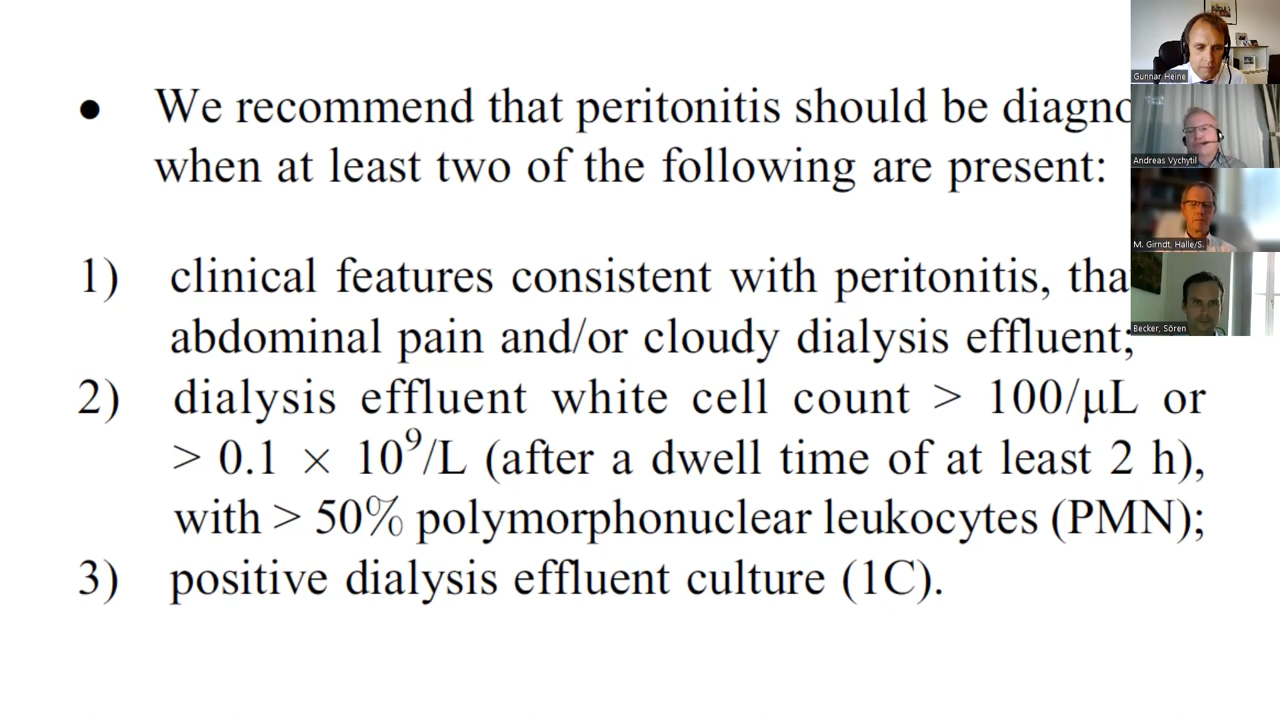 ● We recommend that peritonitis should be diagno
when at least two of the following are present:
1) clinical features consistent with peritonitis, tha
abdominal pain and/or cloudy dialysis effluent;
2) dialysis effluent white cell count > 100/μL or
> 0.1 × 10⁹/L (after a dwell time of at least 2 h),
with > 50% polymorphonuclear leukocytes (PMN);
3) positive dialysis effluent culture (1C).
Gunnar Heine
Andreas Vychytil
M. Girndt, Halle/S.
Becker, Sören